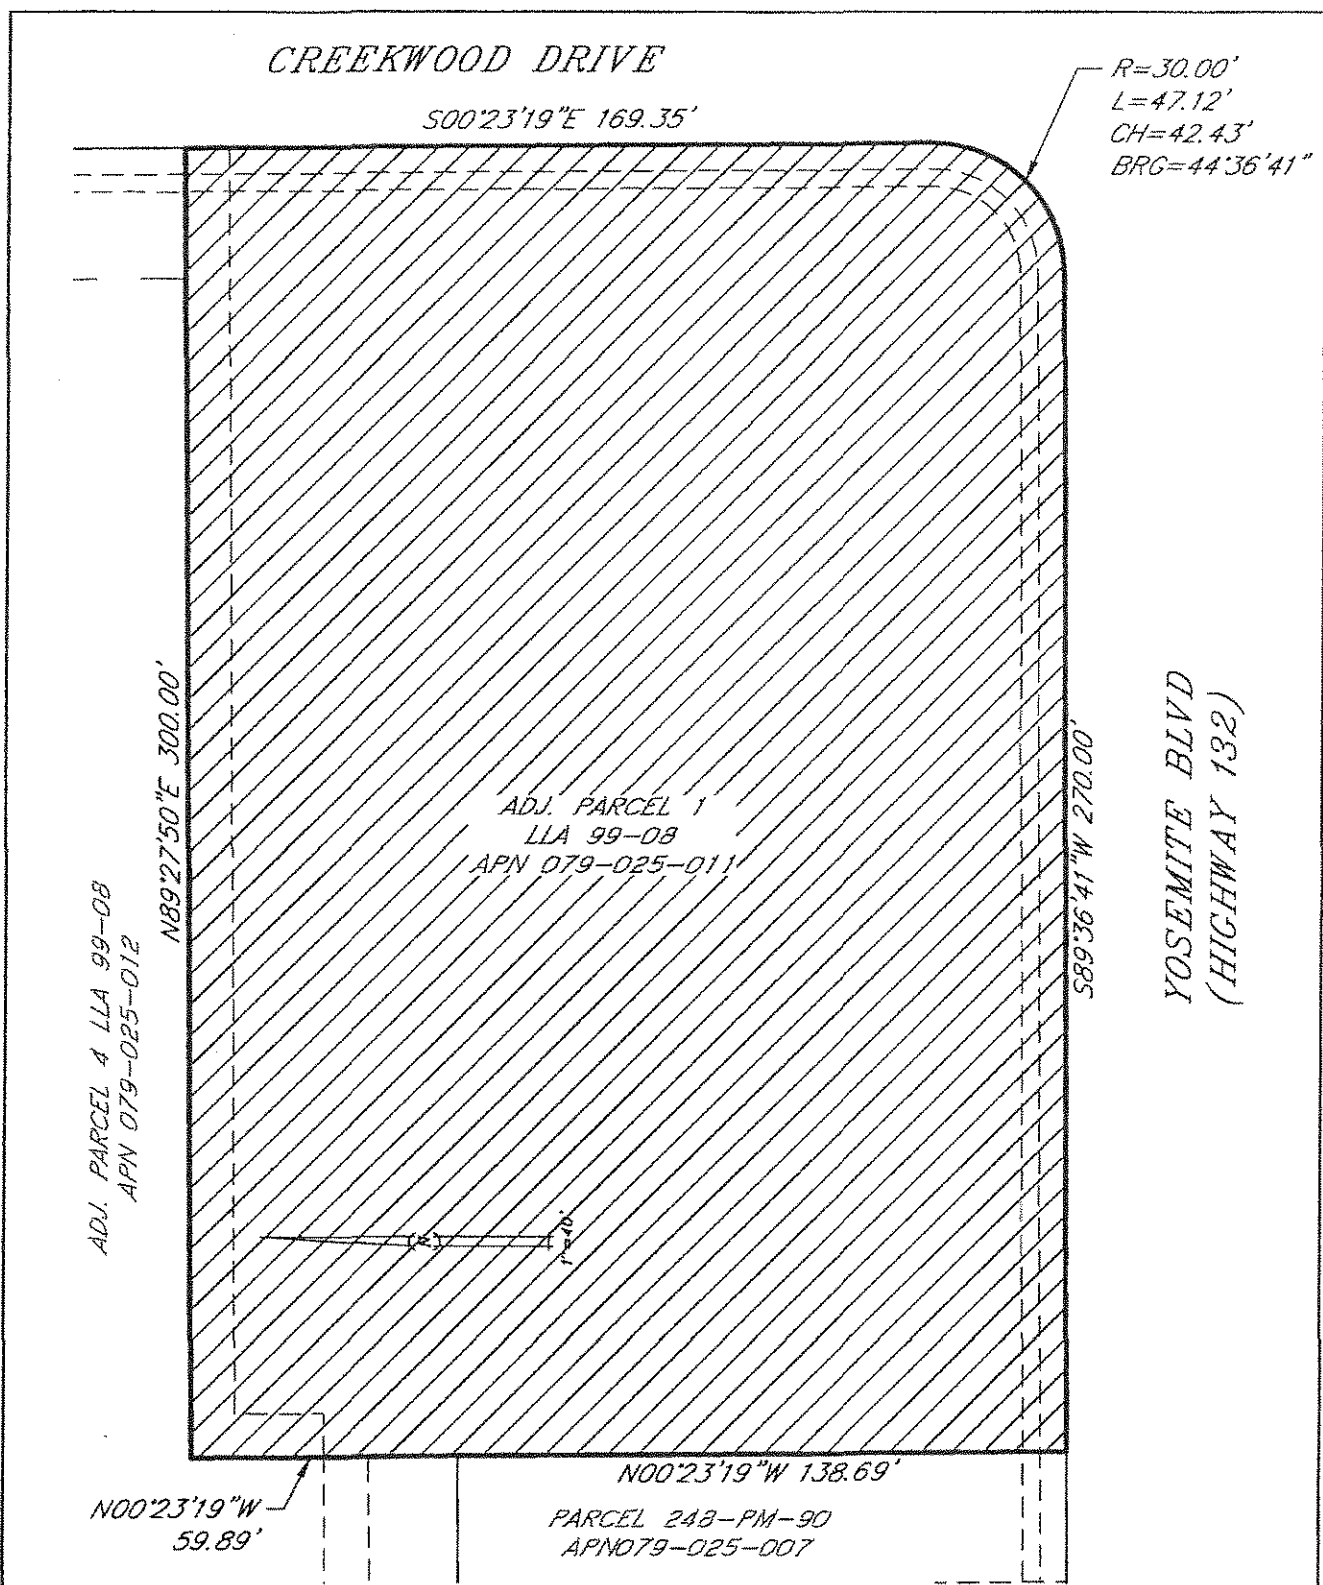 CREEKWOOD DRIVE
S00°23'19"E 169.35'
R=30.00'
L=47.12'
CH=42.43'
BRG=44°36'41"
N89°27'50"E 300.00'
ADJ. PARCEL 1
LLA 99-08
APN 079-025-011
S89°36'41"W 270.00'
YOSEMITE BLVD
(HIGHWAY 132)
ADJ. PARCEL 4 LLA 99-08
APN 079-025-012
N
1"=40'
N00°23'19"W 138.69'
N00°23'19"W
59.89'
PARCEL 248-PM-90
APN079-025-007